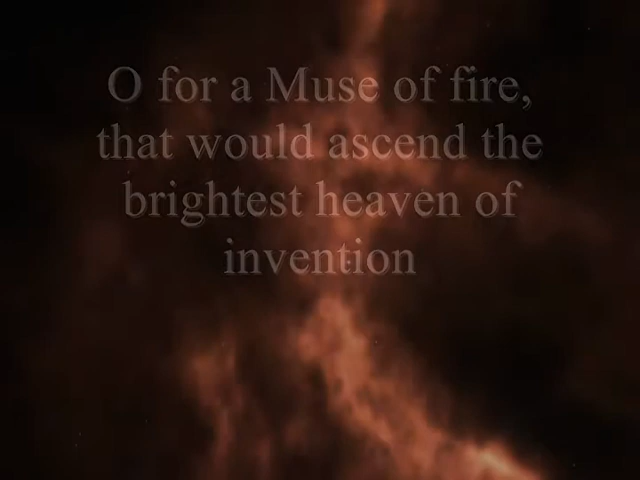 O for a Muse of fire,
that would ascend the
brightest heaven of
invention